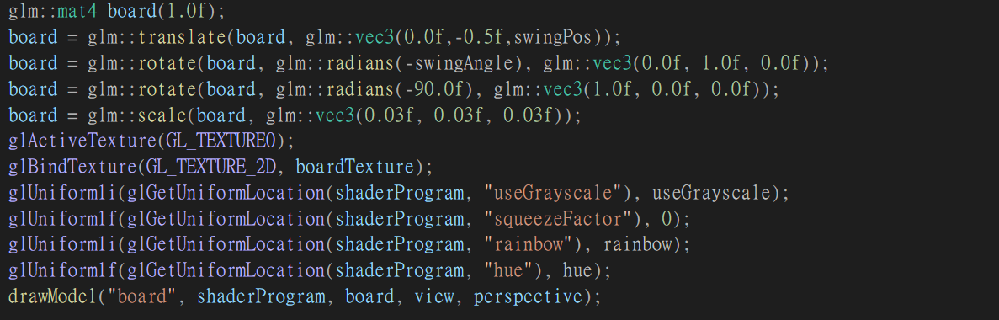 glm::mat4 board(1.0f);
board = glm::translate(board, glm::vec3(0.0f,-0.5f,swingPos));
board = glm::rotate(board, glm::radians(-swingAngle), glm::vec3(0.0f, 1.0f, 0.0f));
board = glm::rotate(board, glm::radians(-90.0f), glm::vec3(1.0f, 0.0f, 0.0f));
board = glm::scale(board, glm::vec3(0.03f, 0.03f, 0.03f));
glActiveTexture(GL_TEXTURE0);
glBindTexture(GL_TEXTURE_2D, boardTexture);
glUniform1i(glGetUniformLocation(shaderProgram, "useGrayscale"), useGrayscale);
glUniform1f(glGetUniformLocation(shaderProgram, "squeezeFactor"), 0);
glUniform1i(glGetUniformLocation(shaderProgram, "rainbow"), rainbow);
glUniform1f(glGetUniformLocation(shaderProgram, "hue"), hue);
drawModel("board", shaderProgram, board, view, perspective);